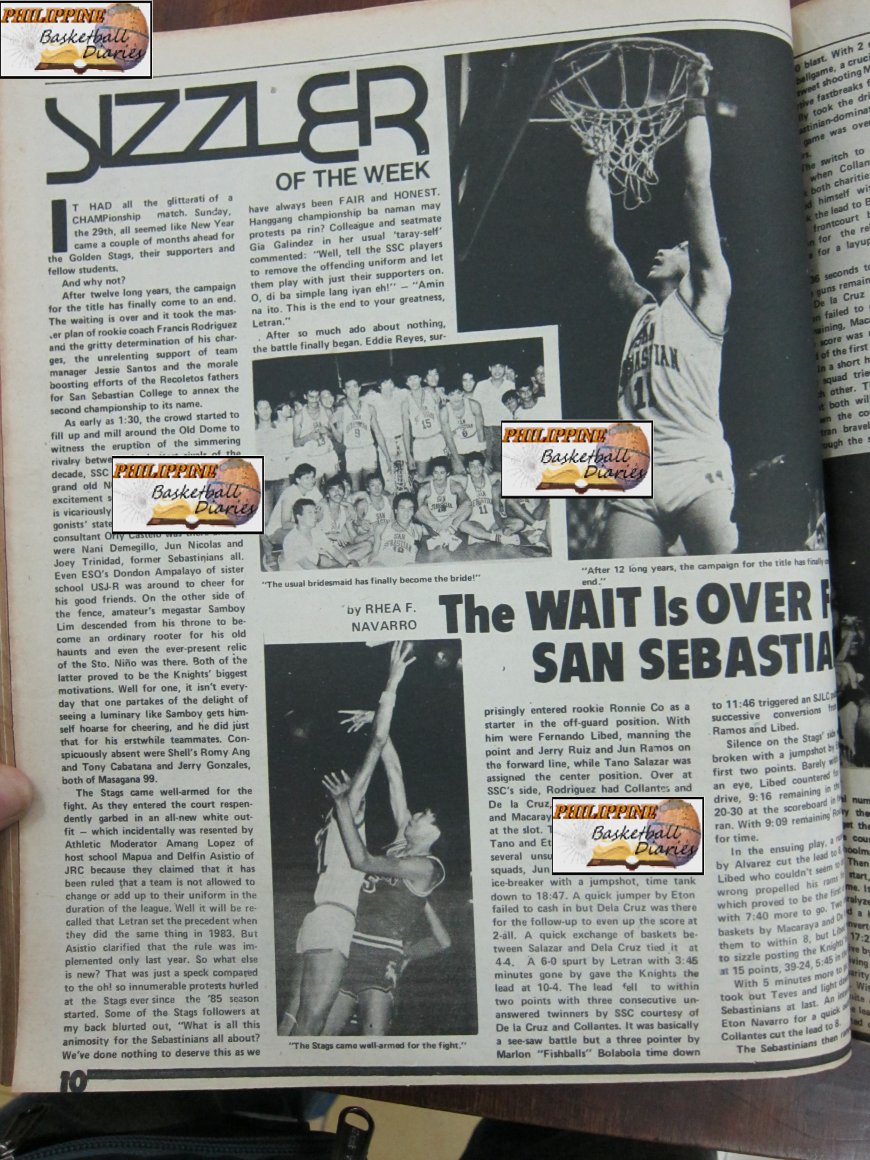 PHILIPPINE
Basketball
Diaries
SIZZLER
OF THE WEEK
IT HAD all the glitterati of a
CHAMPionship match. Sunday,
the 29th, all seemed like New Year
came a couple of months ahead for
the Golden Stags, their supporters and
fellow students.
And why not?
After twelve long years, the campaign
for the title has finally come to an end.
The waiting is over and it took the mas-
.er plan of rookie coach Francis Rodriguez
and the gritty determination of his char-
ges, the unrelenting support of team
manager Jessie Santos and the morale
boosting efforts of the Recoletos fathers
for San Sebastian College to annex the
second championship to its name.
As early as 1:30, the crowd started to
fill up and mill around the Old Dome to
witness the eruption of the simmering
rivalry betwe
decade, SSC
grand old N
excitement s
is vicariously
gonists' state
consultant Orly Castelo was
were Nani Demegillo, Jun Nicolas and
Joey Trinidad, former Sebastinians all.
Even ESQ's Dondon Ampalayo of sister
school USJ-R was around to cheer for
his good friends. On the other side of
the fence, amateur's megastar Samboy
Lim descended from his throne to be-
come an ordinary rooter for his old
haunts and even the ever-present relic
of the Sto. Niño was there. Both of the
latter proved to be the Knights' biggest
motivations. Well for one, it isn't every-
day that one partakes of the delight of
seeing a luminary like Samboy gets him-
self hoarse for cheering, and he did just
that for his erstwhile teammates. Con-
spicuously absent were Shell's Romy Ang
and Tony Cabatana and Jerry Gonzales,
both of Masagana 99.
The Stags came well-armed for the
fight. As they entered the court respen-
dently garbed in an all-new white out-
fit — which incidentally was resented by
Athletic Moderator Amang Lopez of
host school Mapua and Delfin Asistio of
JRC because they claimed that it has
been ruled that a team is not allowed to
change or add up to their uniform in the
duration of the league. Well it will be re-
called that Letran set the precedent when
they did the same thing in 1983. But
Asistio clarified that the rule was im-
plemented only last year. So what else
is new? That was just a speck compared
to the oh! so innumerable protests hurled
at the Stags ever since the '85 season
started. Some of the Stags followers at
my back blurted out, "What is all this
animosity for the Sebastinians all about?
We've done nothing to deserve this as we
have always been FAIR and HONEST.
Hanggang championship ba naman may
protests pa rin? Colleague and seatmate
Gia Galindez in her usual 'taray-self'
commented: "Well, tell the SSC players
to remove the offending uniform and let
them play with just their supporters on.
O, di ba simple lang iyan eh!" — "Amin
na ito. This is the end to your greatness,
Letran."
After so much ado about nothing,
the battle finally began. Eddie Reyes, sur-
PHILIPPINE
Basketball
Diaries
PHILIPPINE
Basketball
Diaries
SAN
SEBASTIAN
11
9
15
"The usual bridesmaid has finally become the bride!"
"After 12 long years, the campaign for the title has finally
end."
by RHEA F.
NAVARRO
The WAIT Is OVER F
SAN SEBASTIA
"The Stags came well-armed for the fight."
prisingly entered rookie Ronnie Co as a
starter in the off-guard position. With
him were Fernando Libed, manning the
point and Jerry Ruiz and Jun Ramos on
the forward line, while Tano Salazar was
assigned the center position. Over at
SSC's side, Rodriguez had Collantes and
De la Cruz,
and Macaray
at the slot. T
Tano and Et
several unsu
squads, Jun
PHILIPPINE
Basketball
Diaries
ice-breaker with a jumpshot, time tank
down to 18:47. A quick jumper by Eton
failed to cash in but Dela Cruz was there
for the follow-up to even up the score at
2-all. A quick exchange of baskets be-
tween Salazar and Dela Cruz tied it at
4-4. A 6-0 spurt by Letran with 3:45
minutes gone by gave the Knights the
lead at 10-4. The lead fell to within
two points with three consecutive un-
answered twinners by SSC courtesy of
De la Cruz and Collantes. It was basically
a see-saw battle but a three pointer by
Marlon "Fishballs" Bolabola time down
to 11:46 triggered an SJLC
successive conversions from
Ramos and Libed.
Silence on the Stags' side
broken with a jumpshot by
first two points. Barely with
an eye, Libed countered
drive, 9:16 remaining in the
20-30 at the scoreboard in
ran. With 9:09 remaining
for time.
In the ensuing play, a
by Alvarez cut the lead to
Libed who couldn't seem to
wrong propelled his rams
which proved to be the first
with 7:40 more to go. Two
baskets by Macaraya and
them to within 8, but
to sizzle posting the Knights
at 15 points, 39-24, 5:45 in
With 5 minutes more to
took out Teves and light
Sebastinians at last. An
Eton Navarro for a quick
Collantes cut the lead to 8.
The Sebastinians then
10